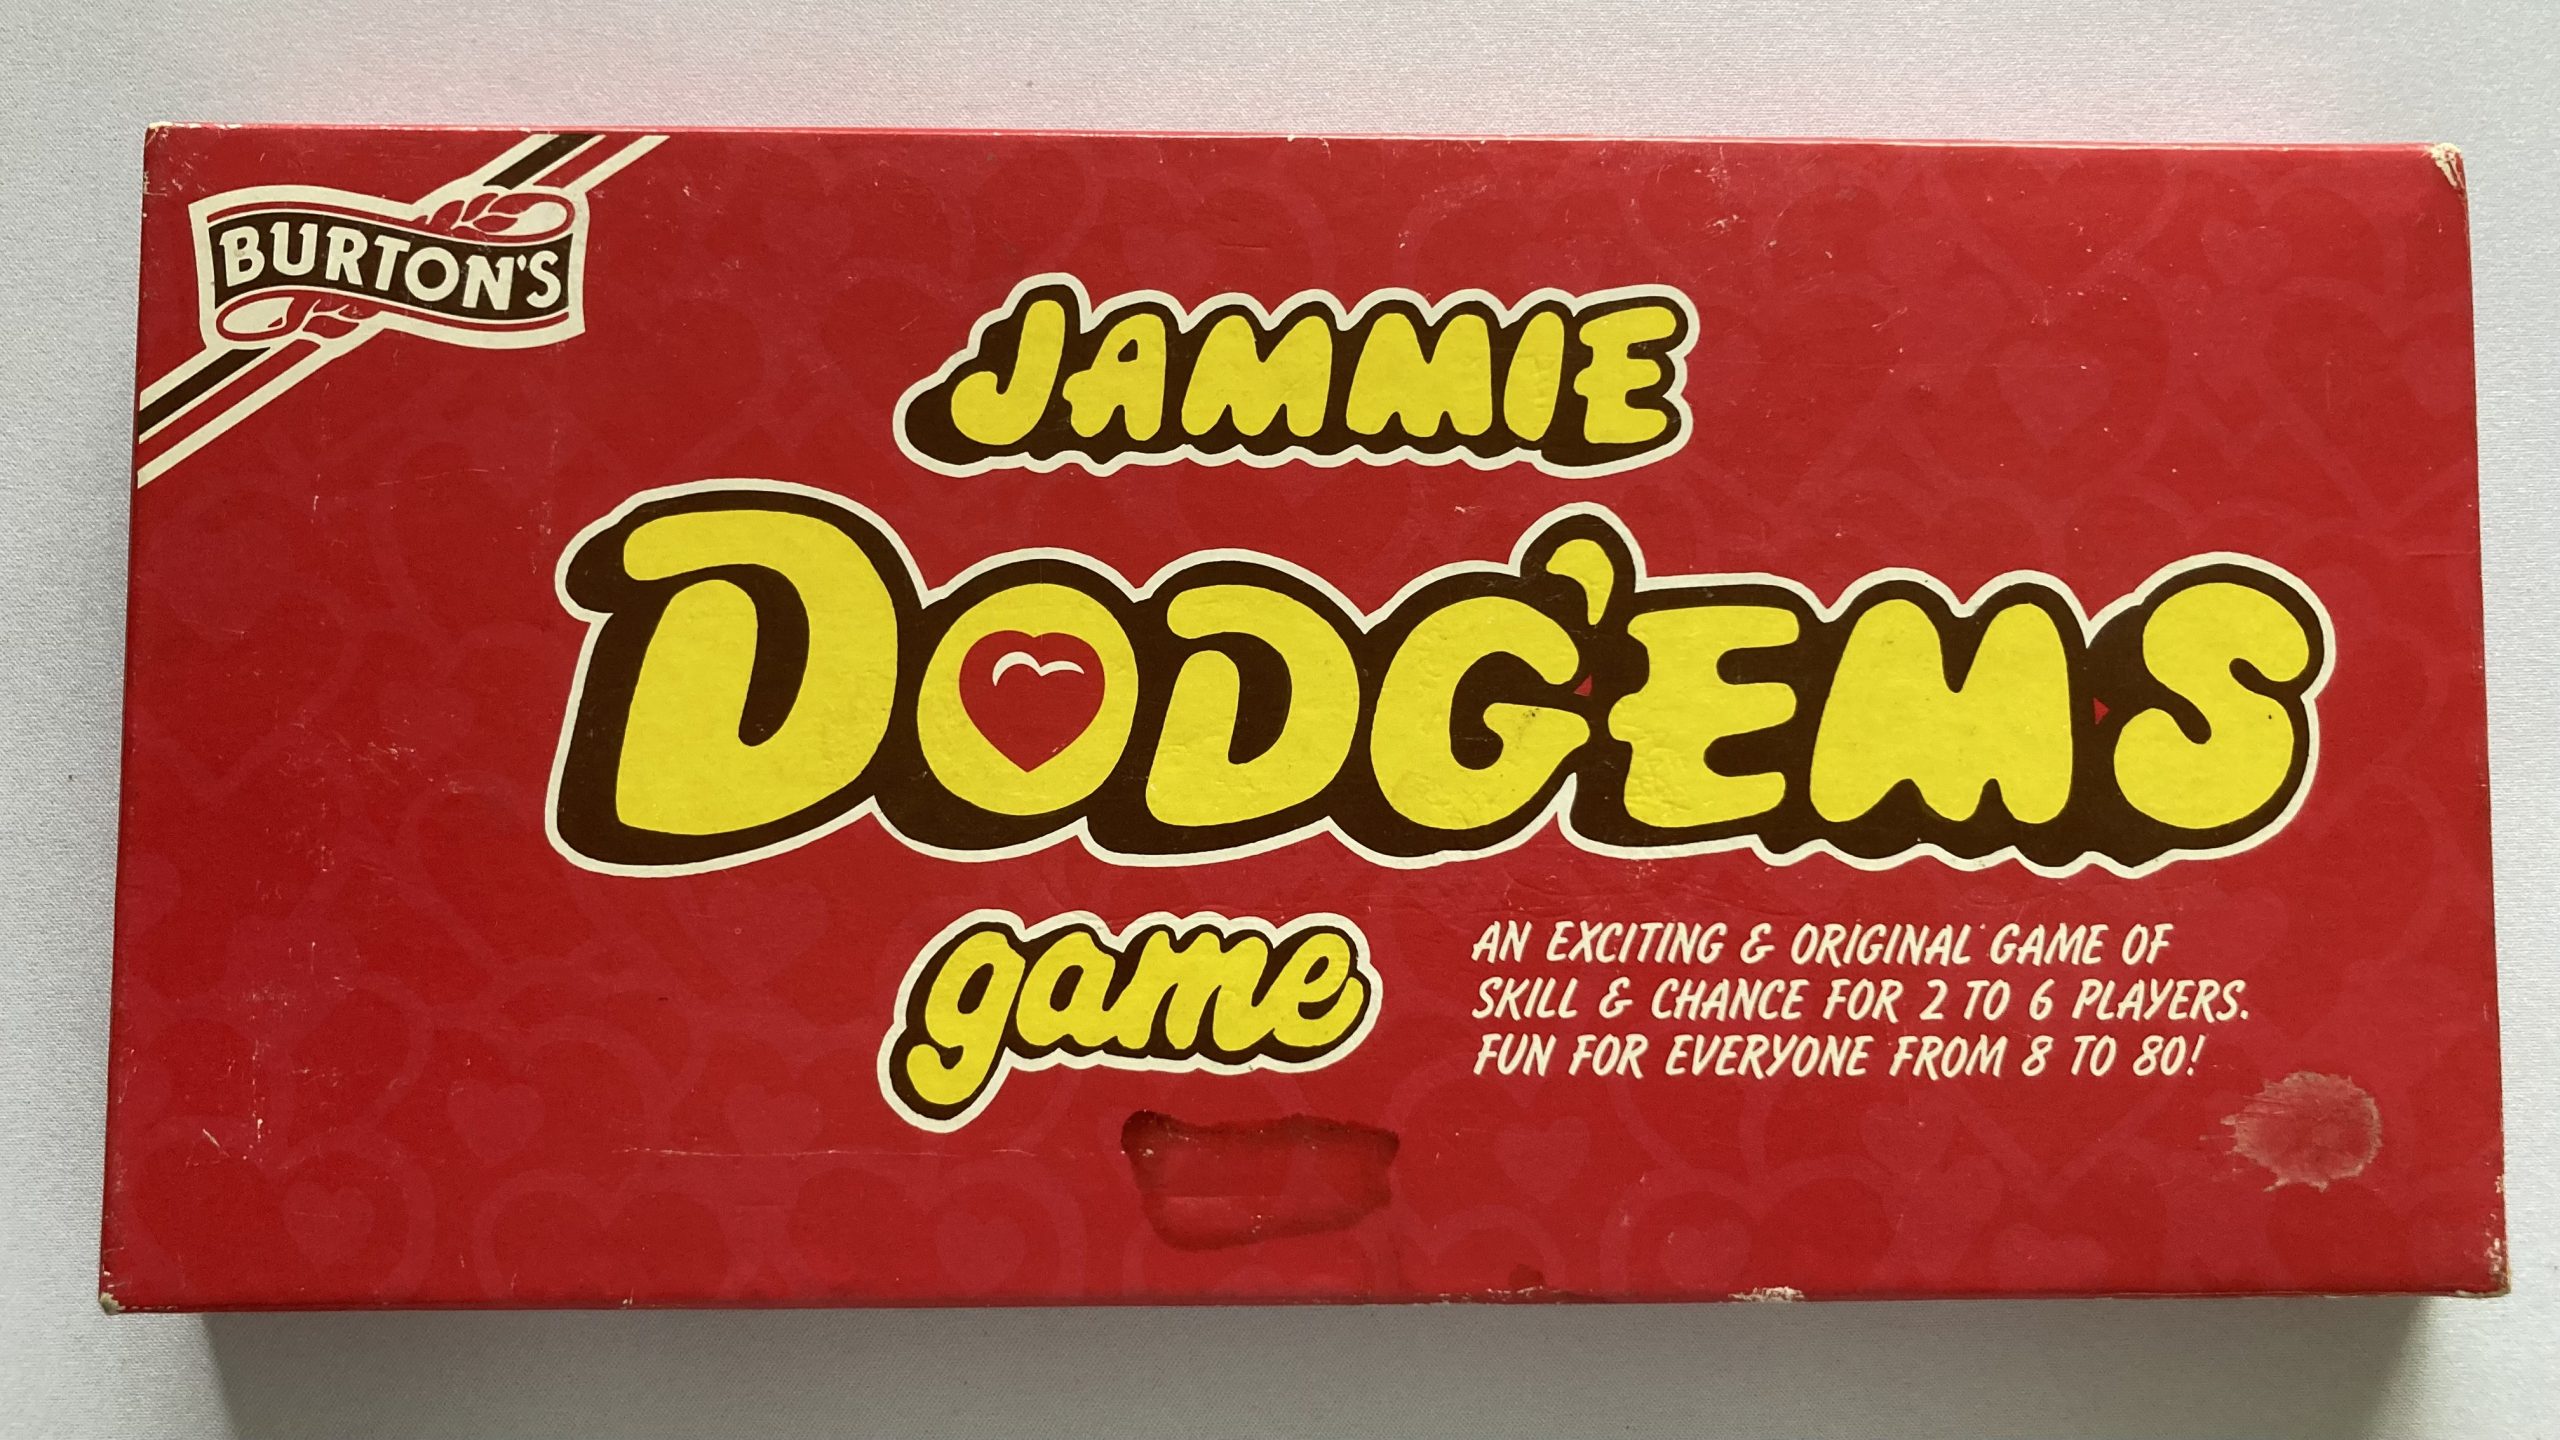 BURTON'S
JAMMIE
DODG'EMS
game
AN EXCITING & ORIGINAL GAME OF
SKILL & CHANCE FOR 2 TO 6 PLAYERS.
FUN FOR EVERYONE FROM 8 TO 80!